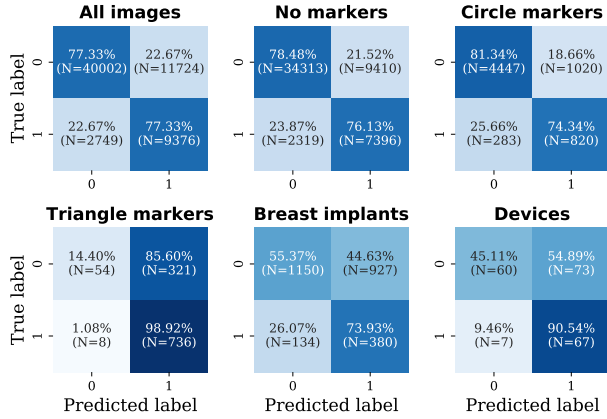 All images
No markers
Circle markers
True label
0
77.33%
(N=40002)
22.67%
(N=11724)
1
22.67%
(N=2749)
77.33%
(N=9376)
0
1
0
78.48%
(N=34313)
21.52%
(N=9410)
1
23.87%
(N=2319)
76.13%
(N=7396)
0
1
0
81.34%
(N=4447)
18.66%
(N=1020)
1
25.66%
(N=283)
74.34%
(N=820)
0
1
Triangle markers
Breast implants
Devices
True label
0
14.40%
(N=54)
85.60%
(N=321)
1
1.08%
(N=8)
98.92%
(N=736)
0
1
Predicted label
0
55.37%
(N=1150)
44.63%
(N=927)
1
26.07%
(N=134)
73.93%
(N=380)
0
1
Predicted label
0
45.11%
(N=60)
54.89%
(N=73)
1
9.46%
(N=7)
90.54%
(N=67)
0
1
Predicted label